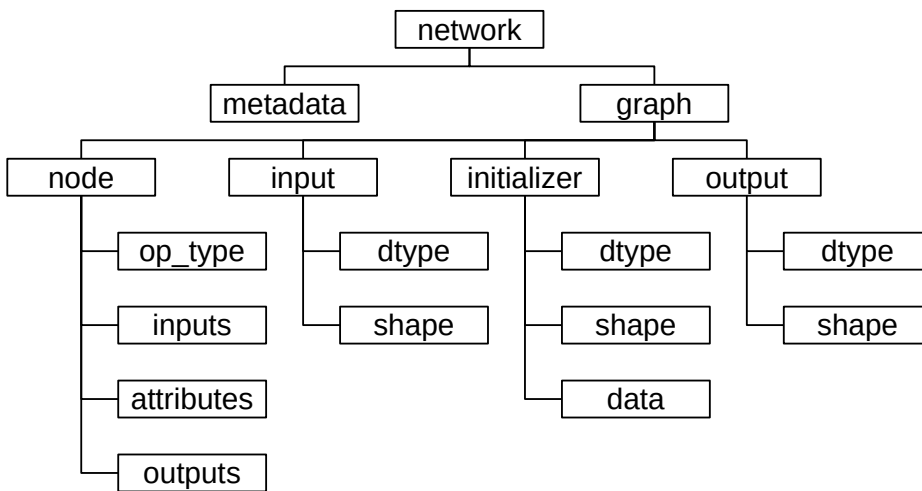 network
metadata
graph
node
input
initializer
output
op_type
dtype
dtype
dtype
inputs
shape
shape
shape
attributes
data
outputs